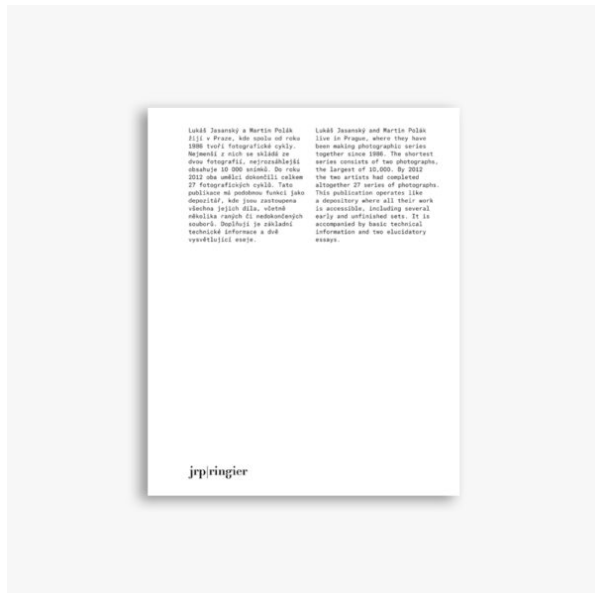 Lukáš Jasanský a Martin Polák
žijí v Praze, kde spolu od roku
1986 tvoří fotografické cykly.
Nejmenší z nich se skládá ze
dvou fotografií, nejrozsáhlejší
obsahuje 10 000 snímků. Do roku
2012 oba umělci dokončili celkem
27 fotografických cyklů. Tato
publikace má podobnou funkci jako
depozitář, kde jsou zastoupena
všechna jejich díla, včetně
několika raných či nedokončených
souborů. Doplňují je základní
technické informace a dvě
vysvětlující eseje.
Lukáš Jasanský and Martin Polák
live in Prague, where they have
been making photographic series
together since 1986. The shortest
series consists of two photographs,
the largest of 10,000. By 2012
the two artists had completed
altogether 27 series of photographs.
This publication operates like
a depository where all their work
is accessible, including several
early and unfinished sets. It is
accompanied by basic technical
information and two elucidatory
essays.
jrp|ringier